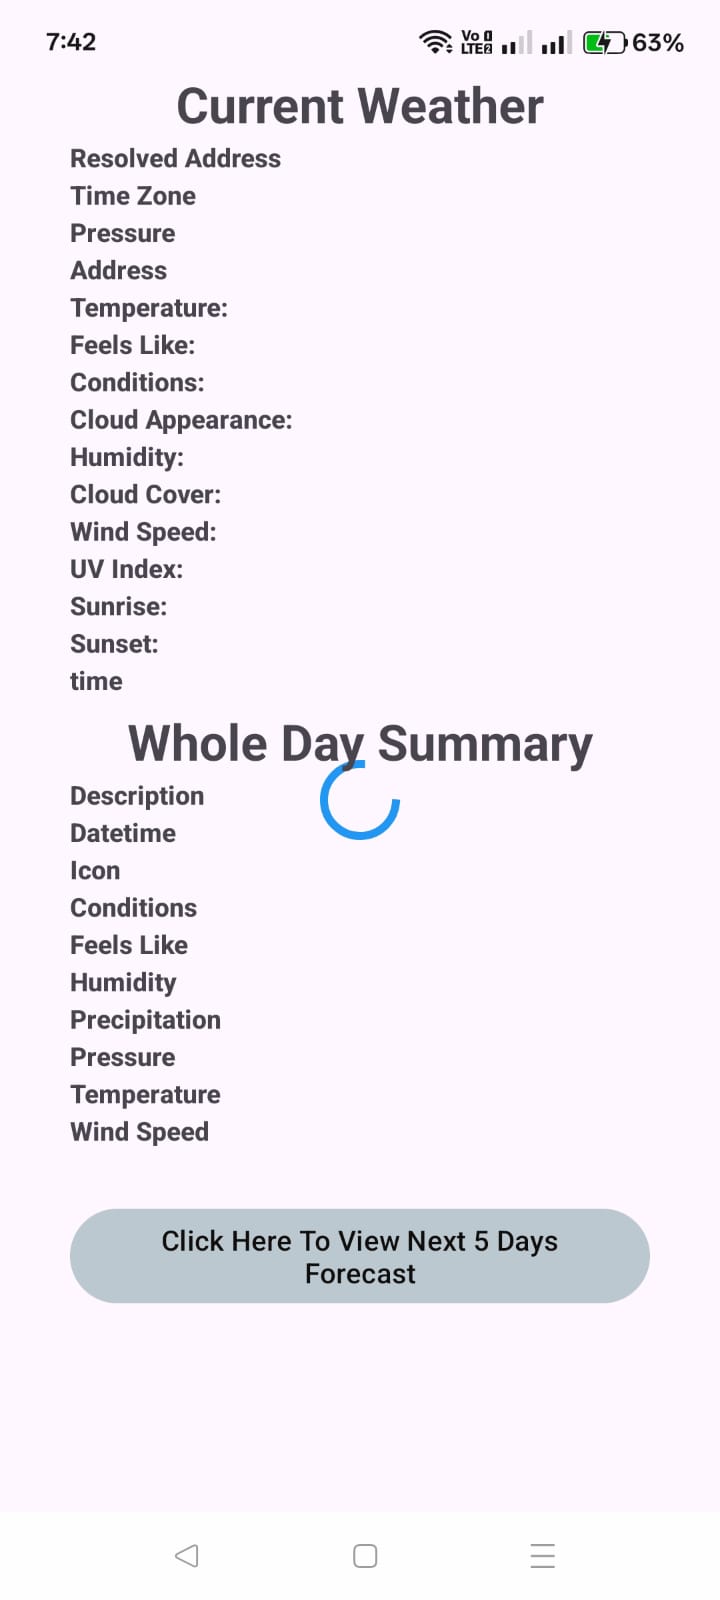 7:42
Vo LTE2 63%
Current Weather
Resolved Address
Time Zone
Pressure
Address
Temperature:
Feels Like:
Conditions:
Cloud Appearance:
Humidity:
Cloud Cover:
Wind Speed:
UV Index:
Sunrise:
Sunset:
time
Whole Day Summary
Description
Datetime
Icon
Conditions
Feels Like
Humidity
Precipitation
Pressure
Temperature
Wind Speed
Click Here To View Next 5 Days
Forecast